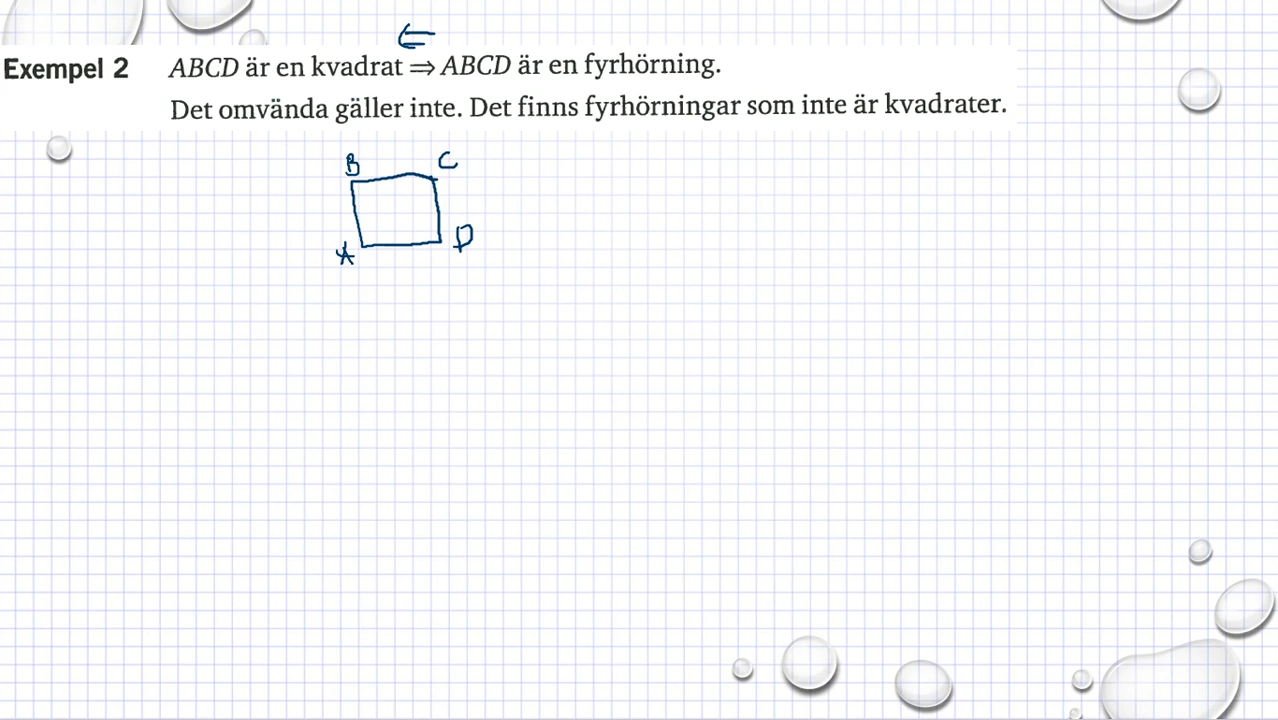 ⇐
Exempel 2 ABCD är en kvadrat ⇒ ABCD är en fyrhörning.
Det omvända gäller inte. Det finns fyrhörningar som inte är kvadrater.
B C
A D